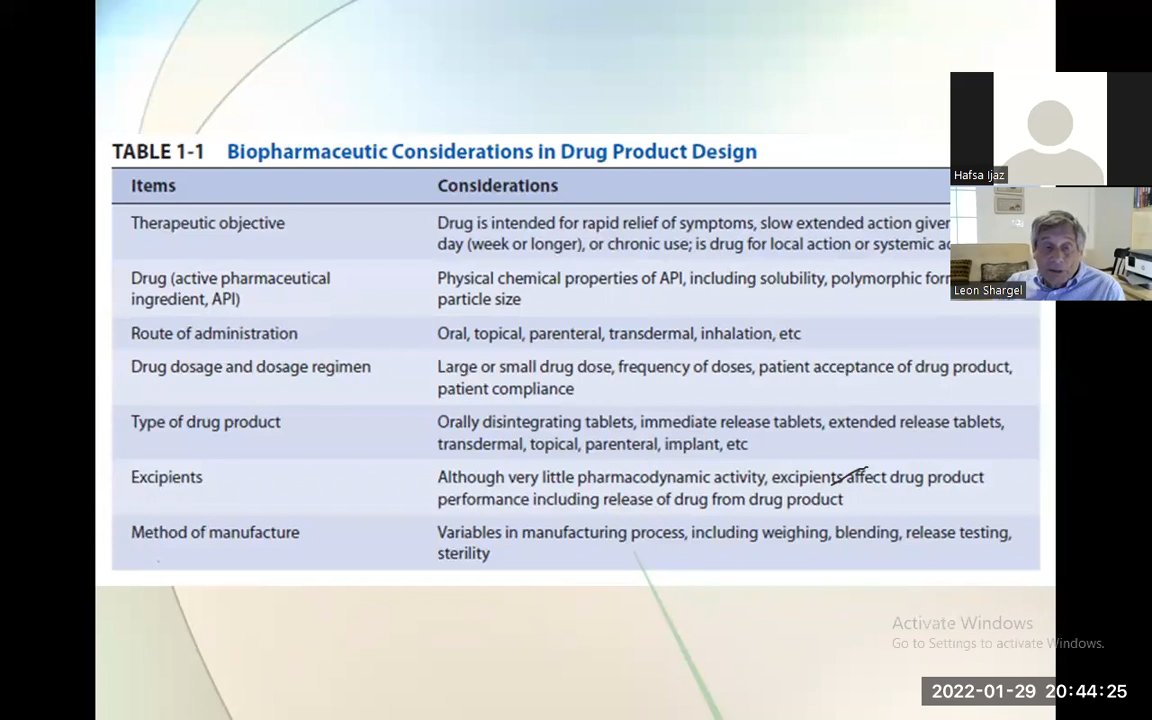 TABLE 1-1 Biopharmaceutic Considerations in Drug Product Design
Items Considerations
Therapeutic objective Drug is intended for rapid relief of symptoms, slow extended action given
day (week or longer), or chronic use; is drug for local action or systemic
Drug (active pharmaceutical Physical chemical properties of API, including solubility, polymorphic
ingredient, API) particle size
Route of administration Oral, topical, parenteral, transdermal, inhalation, etc
Drug dosage and dosage regimen Large or small drug dose, frequency of doses, patient acceptance of drug product,
patient compliance
Type of drug product Orally disintegrating tablets, immediate release tablets, extended release tablets,
transdermal, topical, parenteral, implant, etc
Excipients Although very little pharmacodynamic activity, excipients affect drug product
performance including release of drug from drug product
Method of manufacture Variables in manufacturing process, including weighing, blending, release testing,
sterility
Hafsa Ijaz
Leon Shargel
Activate Windows
Go to Settings to activate Windows.
2022-01-29 20:44:25